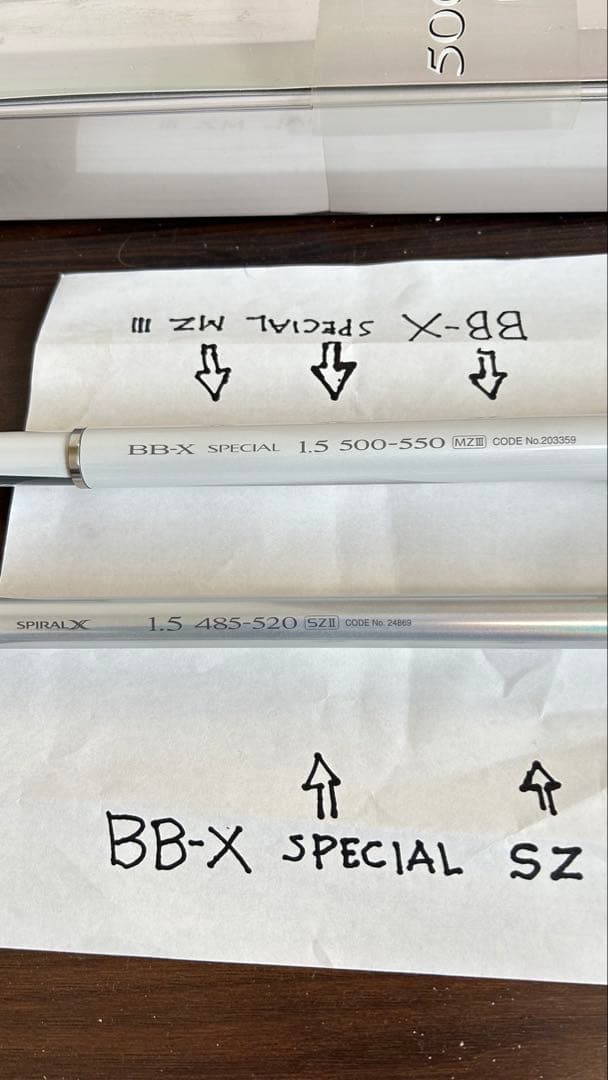 500
BB-X SPECIAL MZ III
BB-X SPECIAL 1.5 500-550 MZIII CODE No.203359
SPIRALX 1.5 485-520 SZII CODE No. 24869
BB-X SPECIAL SZ